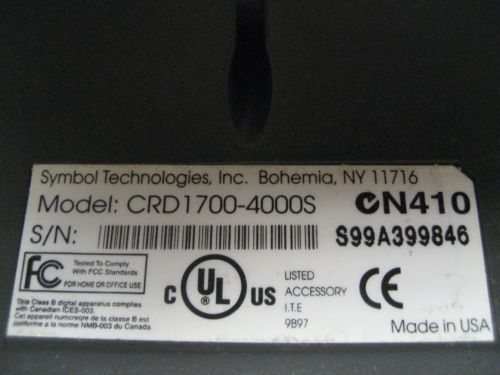 Symbol Technologies, Inc. Bohemia, NY 11716
Model: CRD1700-4000S N410
S/N: S99A399846
FC Tested To Comply
With FCC Standards
FOR HOME OR OFFICE USE
This Class B digital apparatus complies
with Canadian ICES-003.
Cet appareil numcreqre de la classe B est
conforme a la norme NMB-003 du Canada.
C UL US
LISTED
ACCESSORY
I.T.E
9B97
CE
Made in USA